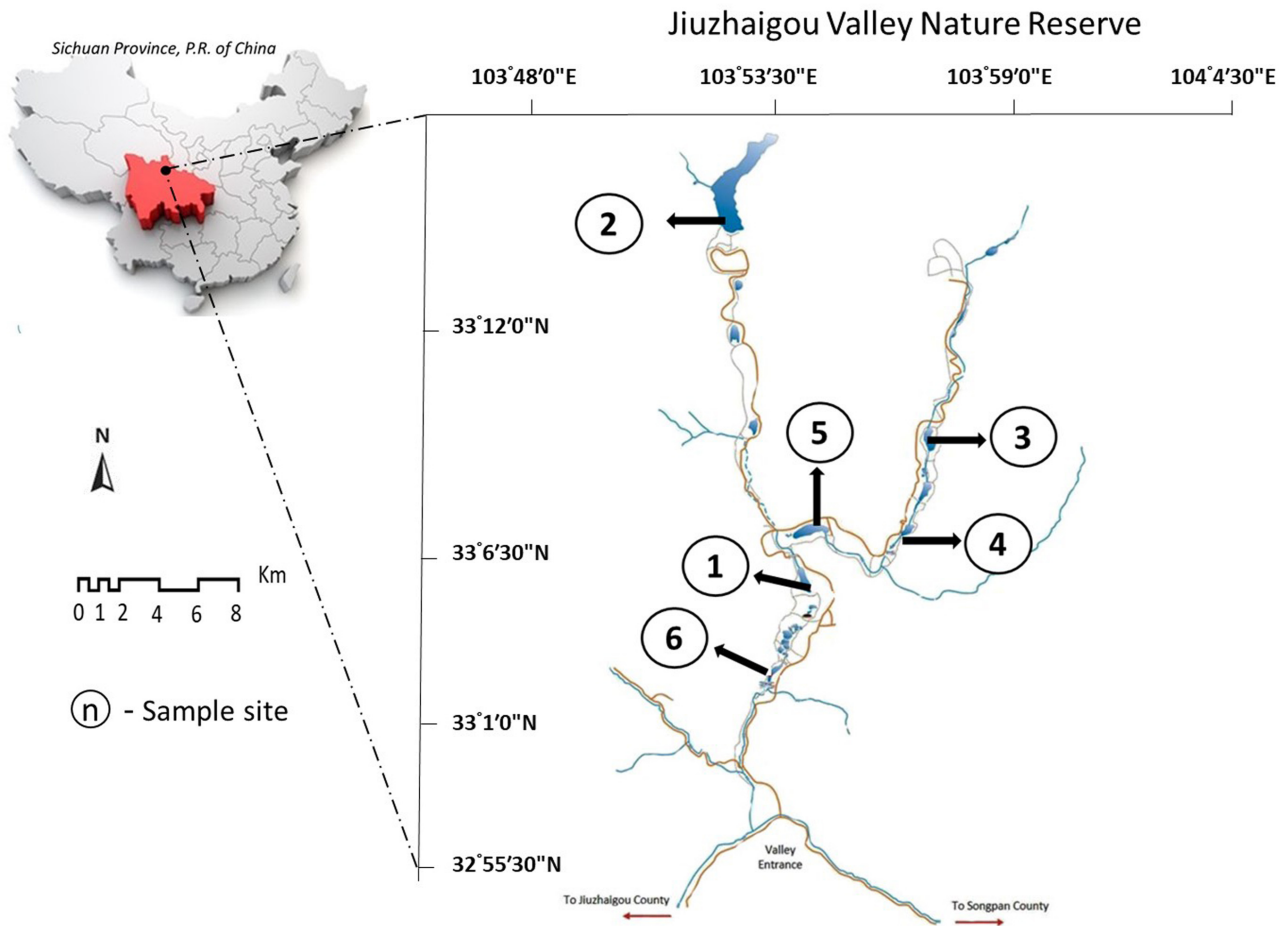 Jiuzhaigou Valley Nature Reserve
Sichuan Province, P.R. of China
103°48′0"E 103°53′30"E 103°59′0"E 104°4′30"E
2
33°12′0"N
5
3
N
4
33°6′30"N
1
Km
0 1 2 4 6 8
6
n - Sample site
33°1′0"N
Valley
Entrance
32°55′30"N
To Jiuzhaigou County
To Songpan County